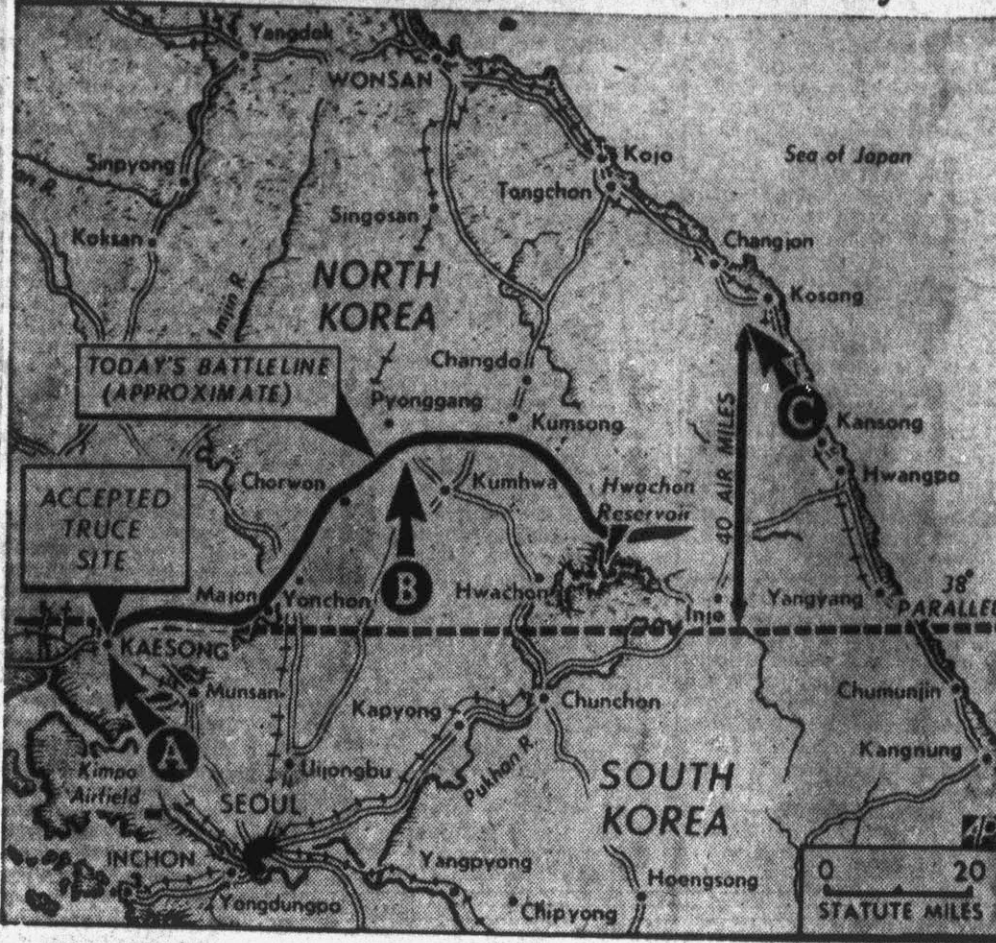 Yangdok
WONSAN
Sinpyong
Kojo
Sea of Japan
Tongchon
Singosan
Koksan
Changjon
Imjin R.
NORTH
KOREA
Kosong
TODAY'S BATTLELINE
(APPROXIMATE)
Changdo
Pyonggang
Kumsong
C
Kansong
40 AIR MILES
ACCEPTED
TRUCE
SITE
Chorwon
Kumhwa
Hwachon
Reservoir
Hwangpo
B
Majon
Yonchon
Hwachon
Inje
Yangyang
38°
PARALLEL
KAESONG
Munsan
Kapyong
Chunchon
Chumunjin
A
Kimpo
Airfield
Uijongbu
Pukhan R.
SOUTH
KOREA
Kangnung
SEOUL
INCHON
Yangpyong
Hoengsong
Yongdungpo
Chipyong
0 20
STATUTE MILES